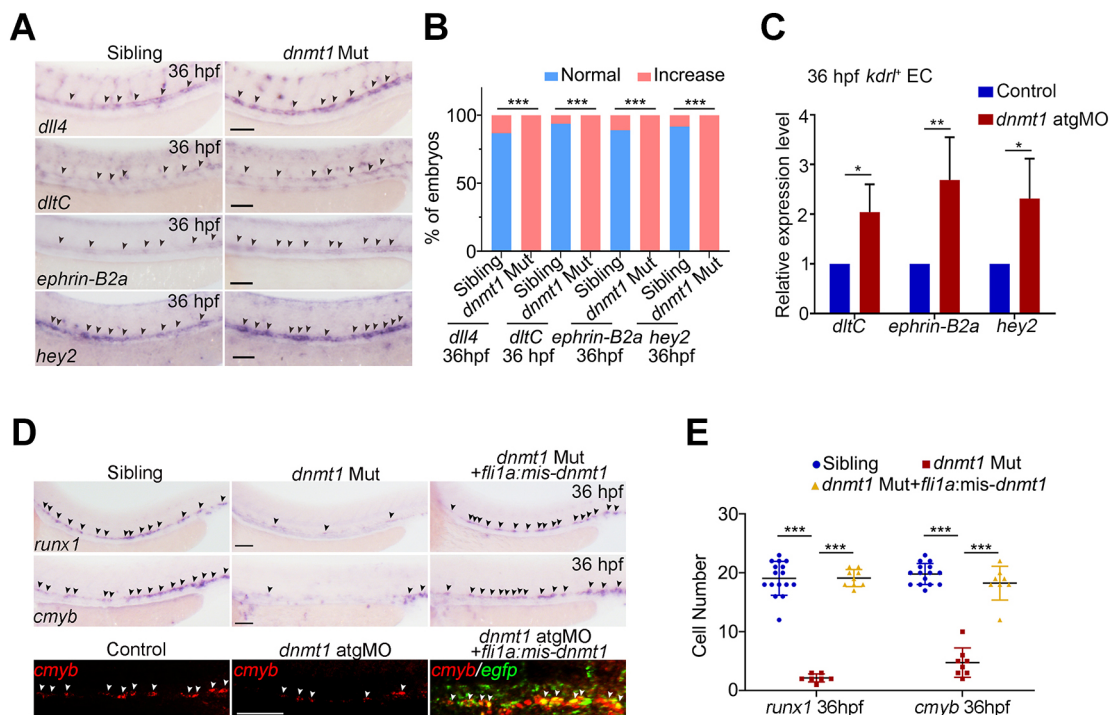 A
Sibling
dnmt1 Mut
36 hpf
dll4
36 hpf
dltC
36 hpf
ephrin-B2a
36 hpf
hey2
B
Normal
Increase
***
***
***
***
% of embryos
100
50
0
Sibling
dnmt1 Mut
Sibling
dnmt1 Mut
Sibling
dnmt1 Mut
Sibling
dnmt1 Mut
dll4
36hpf
dltC
36 hpf
ephrin-B2a
36hpf
hey2
36hpf
C
36 hpf kdrl+ EC
Control
dnmt1 atgMO
Relative expression level
4
3
2
1
0
*
**
*
dltC
ephrin-B2a
hey2
D
Sibling
dnmt1 Mut
dnmt1 Mut
+fli1a:mis-dnmt1
36 hpf
runx1
36 hpf
cmyb
Control
dnmt1 atgMO
dnmt1 atgMO
+fli1a:mis-dnmt1
cmyb
cmyb
cmyb/egfp
E
Sibling
dnmt1 Mut
dnmt1 Mut+fli1a:mis-dnmt1
Cell Number
30
20
10
0
***
***
***
***
runx1 36hpf
cmyb 36hpf